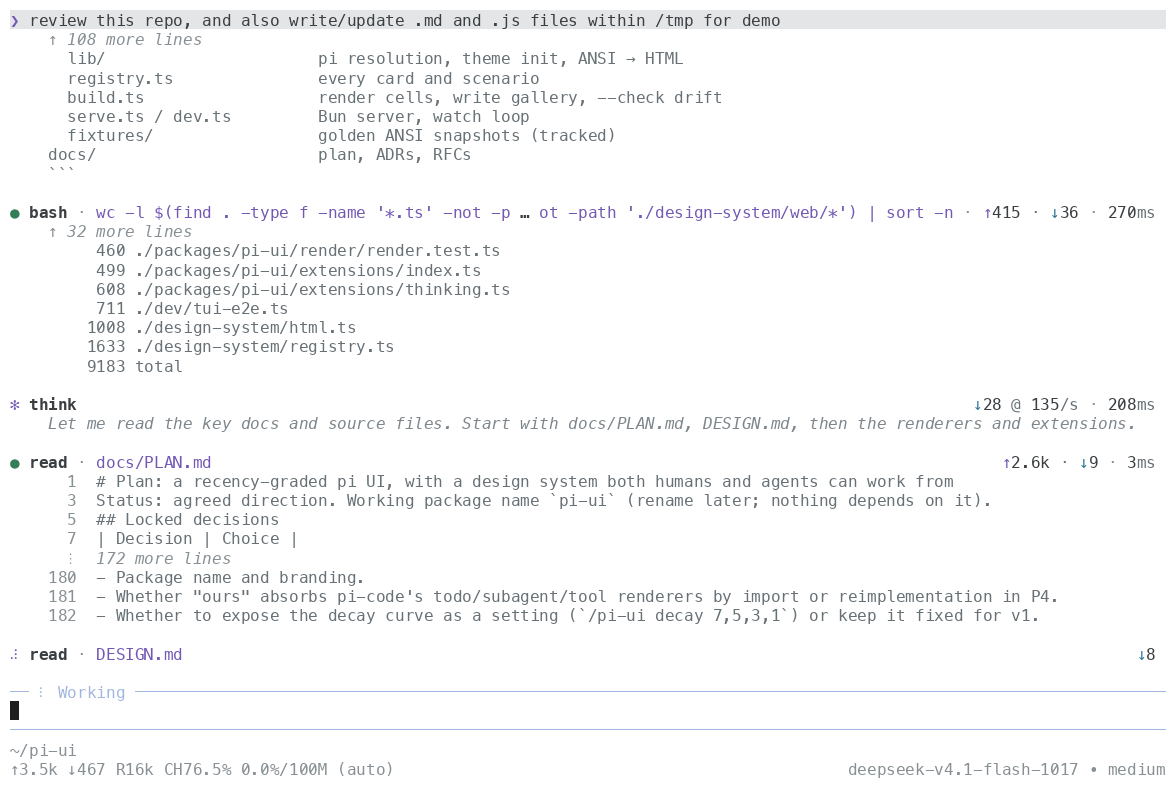 ❯ review this repo, and also write/update .md and .js files within /tmp for demo
↑ 108 more lines
lib/ pi resolution, theme init, ANSI → HTML
registry.ts every card and scenario
build.ts render cells, write gallery, --check drift
serve.ts / dev.ts Bun server, watch loop
fixtures/ golden ANSI snapshots (tracked)
docs/ plan, ADRs, RFCs
```
● bash · wc -l $(find . -type f -name '*.ts' -not -p … ot -path './design-system/web/*') | sort -n · ↑415 · ↓36 · 270ms
↑ 32 more lines
460 ./packages/pi-ui/render/render.test.ts
499 ./packages/pi-ui/extensions/index.ts
608 ./packages/pi-ui/extensions/thinking.ts
711 ./dev/tui-e2e.ts
1008 ./design-system/html.ts
1633 ./design-system/registry.ts
9183 total
✻ think ↓28 @ 135/s · 208ms
Let me read the key docs and source files. Start with docs/PLAN.md, DESIGN.md, then the renderers and extensions.
● read · docs/PLAN.md ↑2.6k · ↓9 · 3ms
1 # Plan: a recency-graded pi UI, with a design system both humans and agents can work from
3 Status: agreed direction. Working package name `pi-ui` (rename later; nothing depends on it).
5 ## Locked decisions
7 | Decision | Choice |
⋮ 172 more lines
180 - Package name and branding.
181 - Whether "ours" absorbs pi-code's todo/subagent/tool renderers by import or reimplementation in P4.
182 - Whether to expose the decay curve as a setting (`/pi-ui decay 7,5,3,1`) or keep it fixed for v1.
read · DESIGN.md ↓8
Working
~/pi-ui
↑3.5k ↓467 R16k CH76.5% 0.0%/100M (auto) deepseek-v4.1-flash-1017 • medium